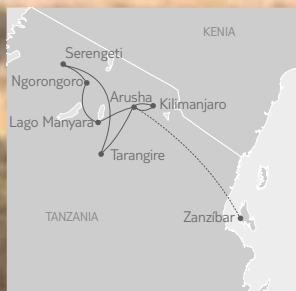 KENIA
Serengeti
Ngorongoro
Arusha
Kilimanjaro
Lago Manyara
Tarangire
TANZANIA
Zanzíbar